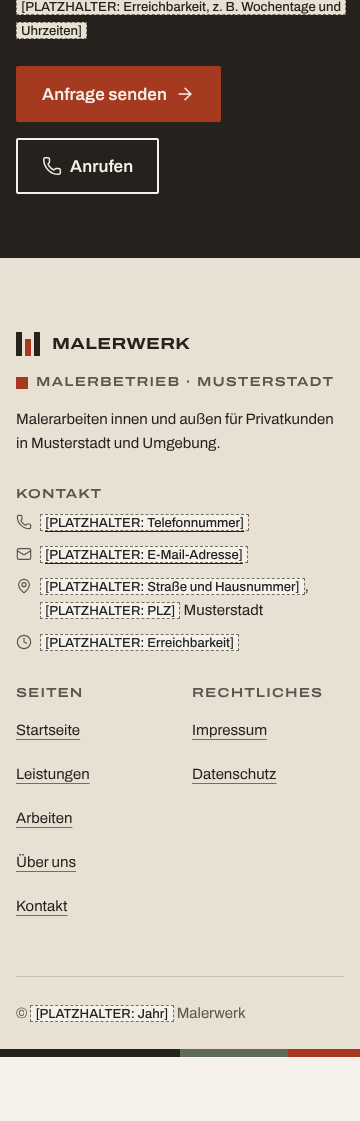 [PLATZHALTER: Erreichbarkeit, z. B. Wochentage und
Uhrzeiten]
Anfrage senden
Anrufen
MALERWERK
MALERBETRIEB · MUSTERSTADT
Malerarbeiten innen und außen für Privatkunden
in Musterstadt und Umgebung.
KONTAKT
[PLATZHALTER: Telefonnummer]
[PLATZHALTER: E-Mail-Adresse]
[PLATZHALTER: Straße und Hausnummer],
[PLATZHALTER: PLZ] Musterstadt
[PLATZHALTER: Erreichbarkeit]
SEITEN
Startseite
Leistungen
Arbeiten
Über uns
Kontakt
RECHTLICHES
Impressum
Datenschutz
© [PLATZHALTER: Jahr] Malerwerk